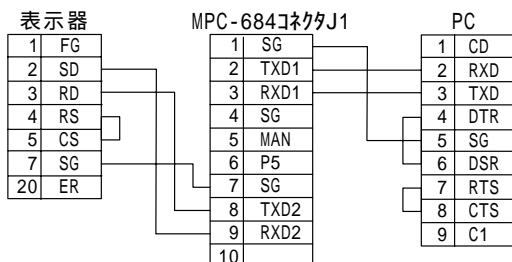 表示器
1 FG
2 SD
3 RD
4 RS
5 CS
7 SG
20 ER
MPC-684コネクタJ1
1 SG
2 TXD1
3 RXD1
4 SG
5 MAN
6 P5
7 SG
8 TXD2
9 RXD2
10
PC
1 CD
2 RXD
3 TXD
4 DTR
5 SG
6 DSR
7 RTS
8 CTS
9 C1